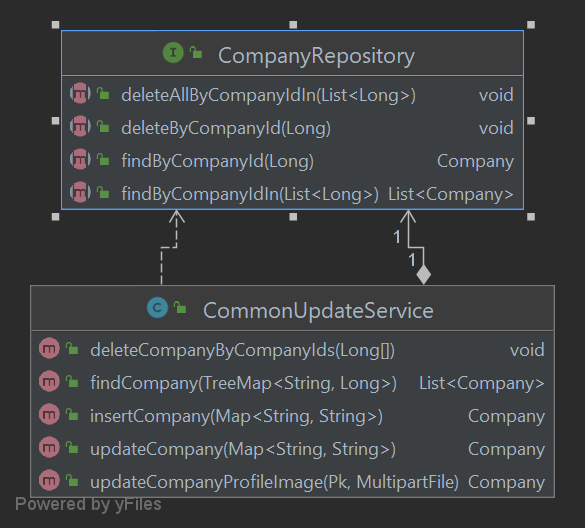 I CompanyRepository
m deleteAllByCompanyIdIn(List<Long>) void
m deleteByCompanyId(Long) void
m findByCompanyId(Long) Company
m findByCompanyIdIn(List<Long>) List<Company>
1
1
C CommonUpdateService
m deleteCompanyByCompanyIds(Long[]) void
m findCompany(TreeMap<String, Long>) List<Company>
m insertCompany(Map<String, String>) Company
m updateCompany(Map<String, String>) Company
m updateCompanyProfileImage(Pk, MultipartFile) Company
Powered by yFiles